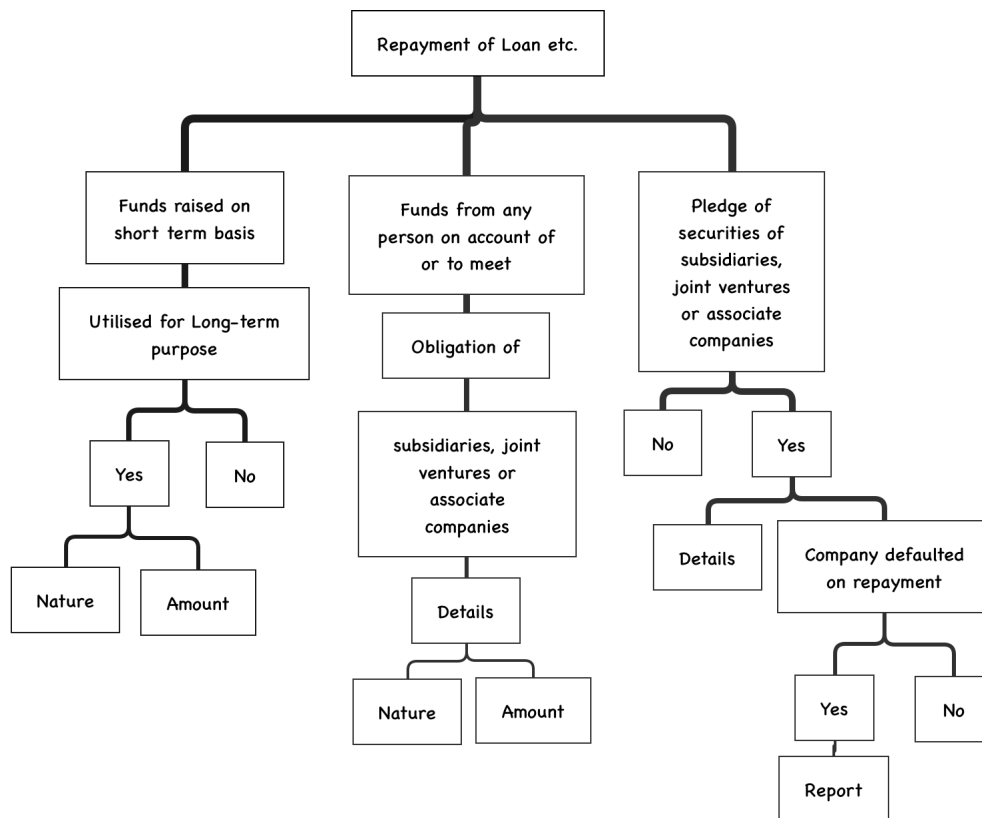 Repayment of Loan etc.
Funds raised on
short term basis
Utilised for Long-term
purpose
Yes
No
Nature
Amount
Funds from any
person on account of
or to meet
Obligation of
subsidiaries, joint
ventures or
associate
companies
Details
Nature
Amount
Pledge of
securities of
subsidiaries,
joint ventures
or associate
companies
No
Yes
Details
Company defaulted
on repayment
Yes
No
Report